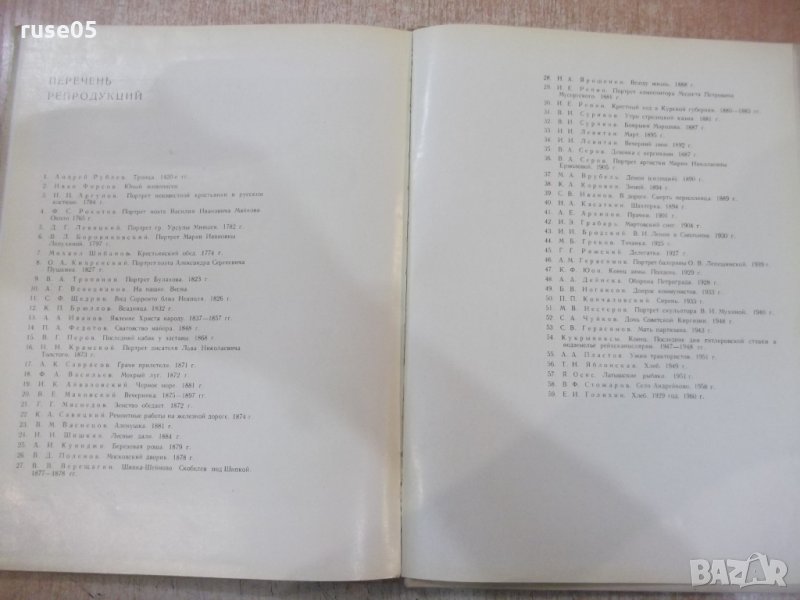 ruse05
ПЕРЕЧЕНЬ
РЕПРОДУКЦИЙ
1. Андрей Рублев. Троица 1420-е гг.
2. Иван Фирсов. Юный живописец
3. И. П. Аргунов. Портрет неизвестной крестьянки в русском
костюме. 1784 г.
4. Ф. С. Рокотов. Портрет поэта Василия Ивановича Майкова
Около 1765 г.
5. Д. Г. Левицкий. Портрет гр. Урсулы Мнишек. 1782 г.
6. В. Л. Боровиковский. Портрет Марии Ивановны
Лопухиной. 1797 г.
7. Михаил Шибанов. Крестьянский обед. 1774 г.
8. О. А. Кипренский. Портрет поэта Александра Сергеевича
Пушкина. 1827 г.
9. В. А. Тропинин. Портрет Булахова. 1823 г.
10. А. Г. Венецианов. На пашне. Весна
11. С. Ф. Щедрин. Вид Сорренто близ Неаполя. 1826 г.
12. К. П. Брюллов. Всадница. 1832 г.
13. А. А. Иванов. Явление Христа народу. 1837—1857 гг.
14. П. А. Федотов. Сватовство майора. 1848 г.
15. В. Г. Перов. Последний кабак у заставы. 1868 г.
16. И. Н. Крамской. Портрет писателя Льва Николаевича
Толстого. 1873 г.
17. А. К. Саврасов. Грачи прилетели. 1871 г.
18. Ф. А. Васильев. Мокрый луг. 1872 г.
19. И. К. Айвазовский. Черное море. 1881 г.
20. В. Е. Маковский. Вечеринка. 1875—1897 гг.
21. Г. Г. Мясоедов. Земство обедает. 1872 г.
22. К. А. Савицкий. Ремонтные работы на железной дороге. 1874 г.
23. В. М. Васнецов. Аленушка. 1881 г.
24. И. И. Шишкин. Лесные дали. 1884 г.
25. А. И. Куинджи. Березовая роща. 1879 г.
26. В. Д. Поленов. Московский дворик. 1878 г.
27. В. В. Верещагин. Шипка-Шейново. Скобелев под Шипкой.
1877—1878 гг.
28. Н. А. Ярошенко. Всюду жизнь. 1888 г.
29. И. Е. Репин. Портрет композитора Модеста Петровича
Мусоргского. 1881 г.
30. И. Е. Репин. Крестный ход в Курской губернии. 1880—1883 гг.
31. В. И. Суриков. Утро стрелецкой казни. 1881 г.
32. В. И. Суриков. Боярыня Морозова. 1887 г.
33. И. И. Левитан. Март. 1895 г.
34. И. И. Левитан. Вечерний звон. 1892 г.
35. В. А. Серов. Девочка с персиками. 1887 г.
36. В. А. Серов. Портрет артистки Марии Николаевны
Ермоловой. 1905 г.
37. М. А. Врубель. Демон (сидящий). 1890 г.
38. К. А. Коровин. Зимой. 1894 г.
39. С. В. Иванов. В дороге. Смерть переселенца. 1889 г.
40. Н. А. Касаткин. Шахтерка. 1894 г.
41. А. Е. Архипов. Прачки. 1901 г.
42. И. Э. Грабарь. Мартовский снег. 1904 г.
43. И. И. Бродский. В. И. Ленин в Смольном. 1930 г.
44. М. Б. Греков. Тачанка. 1925 г.
45. Г. Г. Ряжский. Делегатка. 1927 г.
46. А. М. Герасимов. Портрет балерины О. В. Лепешинской. 1939 г.
47. К. Ф. Юон. Конец зимы. Полдень. 1929 г.
48. А. А. Дейнека. Оборона Петрограда. 1928 г.
49. Б. В. Иогансон. Допрос коммунистов. 1933 г.
50. П. П. Кончаловский. Сирень. 1933 г.
51. М. В. Нестеров. Портрет скульптора В. И. Мухиной. 1940 г.
52. С. А. Чуйков. Дочь Советской Киргизии. 1948 г.
53. С. В. Герасимов. Мать партизана. 1943 г.
54. Кукрыниксы. Конец. Последние дни гитлеровской ставки в
подземелье рейхсканцелярии. 1947—1948 гг.
55. А. А. Пластов. Ужин трактористов. 1951 г.
56. Т. Н. Яблонская. Хлеб. 1949 г.
57. Я. Осис. Латышские рыбаки. 1951 г.
58. В. Ф. Стожаров. Село Андрейково. 1958 г.
59. Е. И. Хлеб. 1929 год. 1960 г.
BAZAR
.bg